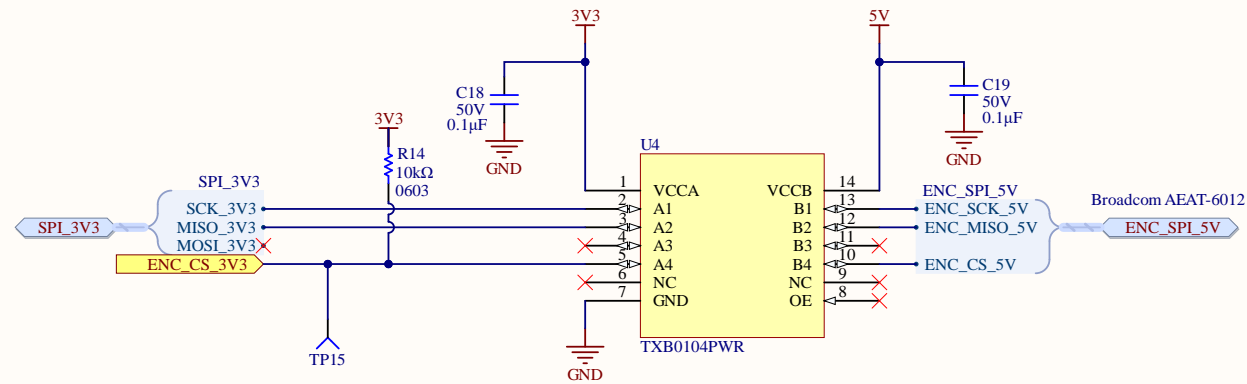 3V3
5V
C18
50V
0.1µF
GND
C19
50V
0.1µF
GND
3V3
R14
10kΩ
0603
U4
SPI_3V3
SPI_3V3
SCK_3V3
MISO_3V3
MOSI_3V3
ENC_CS_3V3
TP15
1 VCCA VCCB 14
2 A1 B1 13
3 A2 B2 12
4 A3 B3 11
5 A4 B4 10
6 NC NC 9
7 GND OE 8
TXB0104PWR
GND
ENC_SPI_5V
ENC_SCK_5V
ENC_MISO_5V
ENC_CS_5V
Broadcom AEAT-6012
ENC_SPI_5V